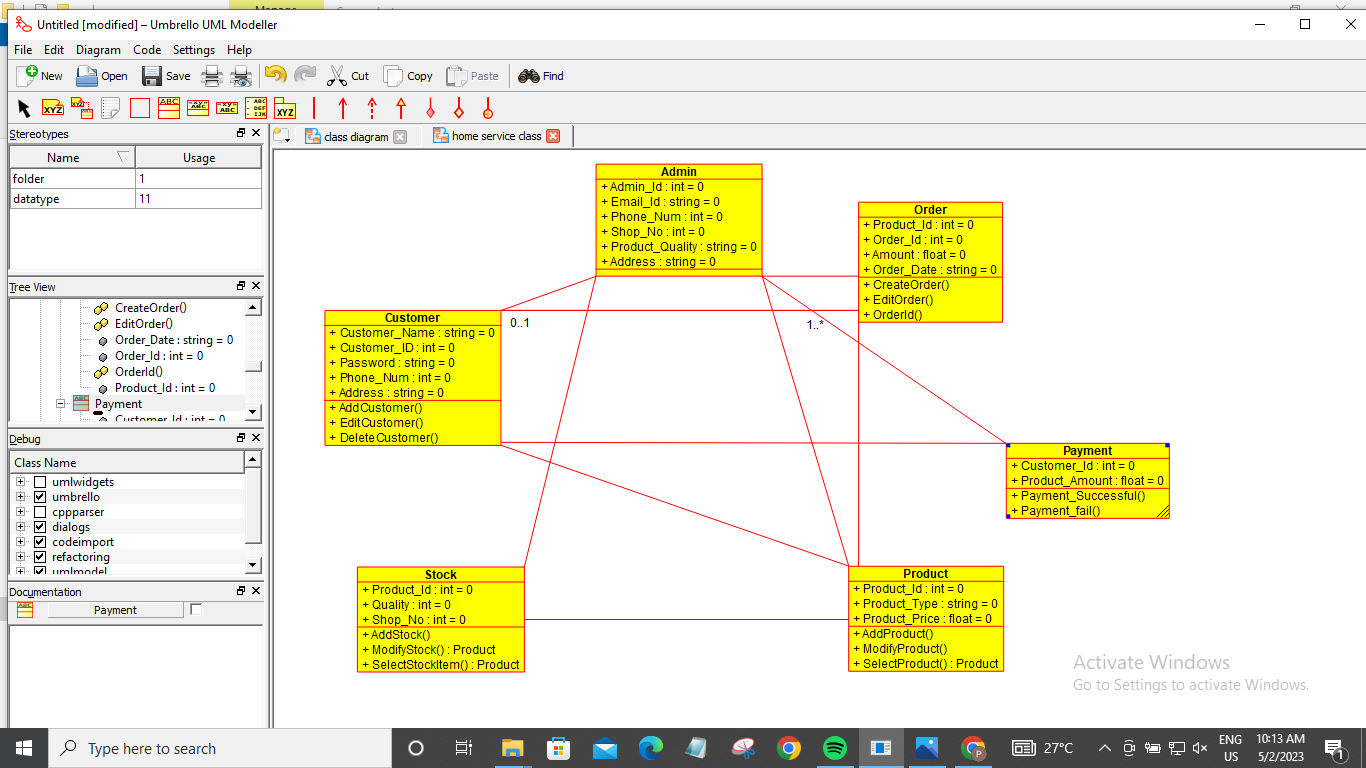 Untitled [modified] – Umbrello UML Modeller
File Edit Diagram Code Settings Help
New Open Save Cut Copy Paste Find
Stereotypes
Name Usage
folder 1
datatype 11
Tree View
CreateOrder()
EditOrder()
Order_Date : string = 0
Order_Id : int = 0
OrderId()
Product_Id : int = 0
Payment
Customer_Id : int = 0
Debug
Class Name
umlwidgets
umbrello
cppparser
dialogs
codeimport
refactoring
umlmodel
Documentation
Payment
class diagram
home service class
Admin
+ Admin_Id : int = 0
+ Email_Id : string = 0
+ Phone_Num : int = 0
+ Shop_No : int = 0
+ Product_Quality : string = 0
+ Address : string = 0
Order
+ Product_Id : int = 0
+ Order_Id : int = 0
+ Amount : float = 0
+ Order_Date : string = 0
+ CreateOrder()
+ EditOrder()
+ OrderId()
Customer
+ Customer_Name : string = 0
+ Customer_ID : int = 0
+ Password : string = 0
+ Phone_Num : int = 0
+ Address : string = 0
+ AddCustomer()
+ EditCustomer()
+ DeleteCustomer()
0..1
1..*
Payment
+ Customer_Id : int = 0
+ Product_Amount : float = 0
+ Payment_Successful()
+ Payment_fail()
Stock
+ Product_Id : int = 0
+ Quality : int = 0
+ Shop_No : int = 0
+ AddStock()
+ ModifyStock() : Product
+ SelectStockItem() : Product
Product
+ Product_Id : int = 0
+ Product_Type : string = 0
+ Product_Price : float = 0
+ AddProduct()
+ ModifyProduct()
+ SelectProduct() : Product
Activate Windows
Go to Settings to activate Windows.
Type here to search
27°C
ENG
US
10:13 AM
5/2/2023
1